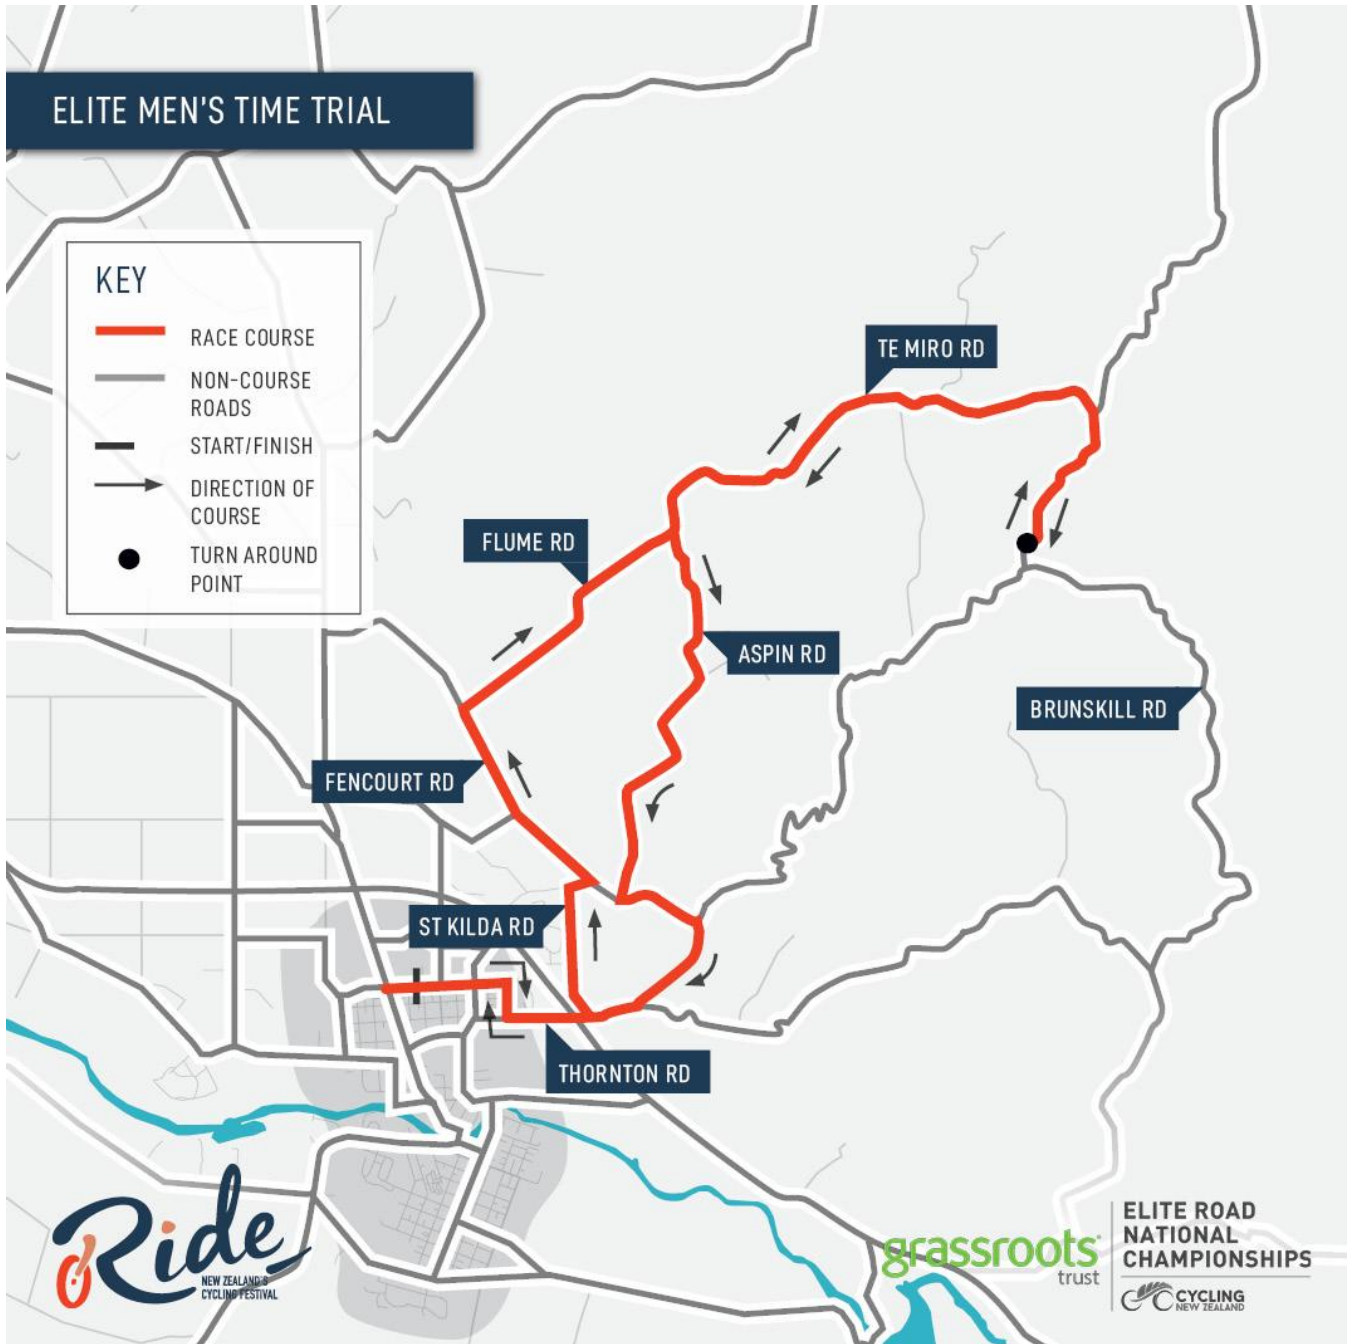 ELITE MEN'S TIME TRIAL
KEY
RACE COURSE
NON-COURSE
ROADS
START/FINISH
DIRECTION OF
COURSE
TURN AROUND
POINT
TE MIRO RD
FLUME RD
ASPIN RD
BRUNSKILL RD
FENCOURT RD
ST KILDA RD
THORNTON RD
Ride
NEW ZEALAND'S
CYCLING FESTIVAL
grassroots
trust
ELITE ROAD
NATIONAL
CHAMPIONSHIPS
CYCLING
NEW ZEALAND